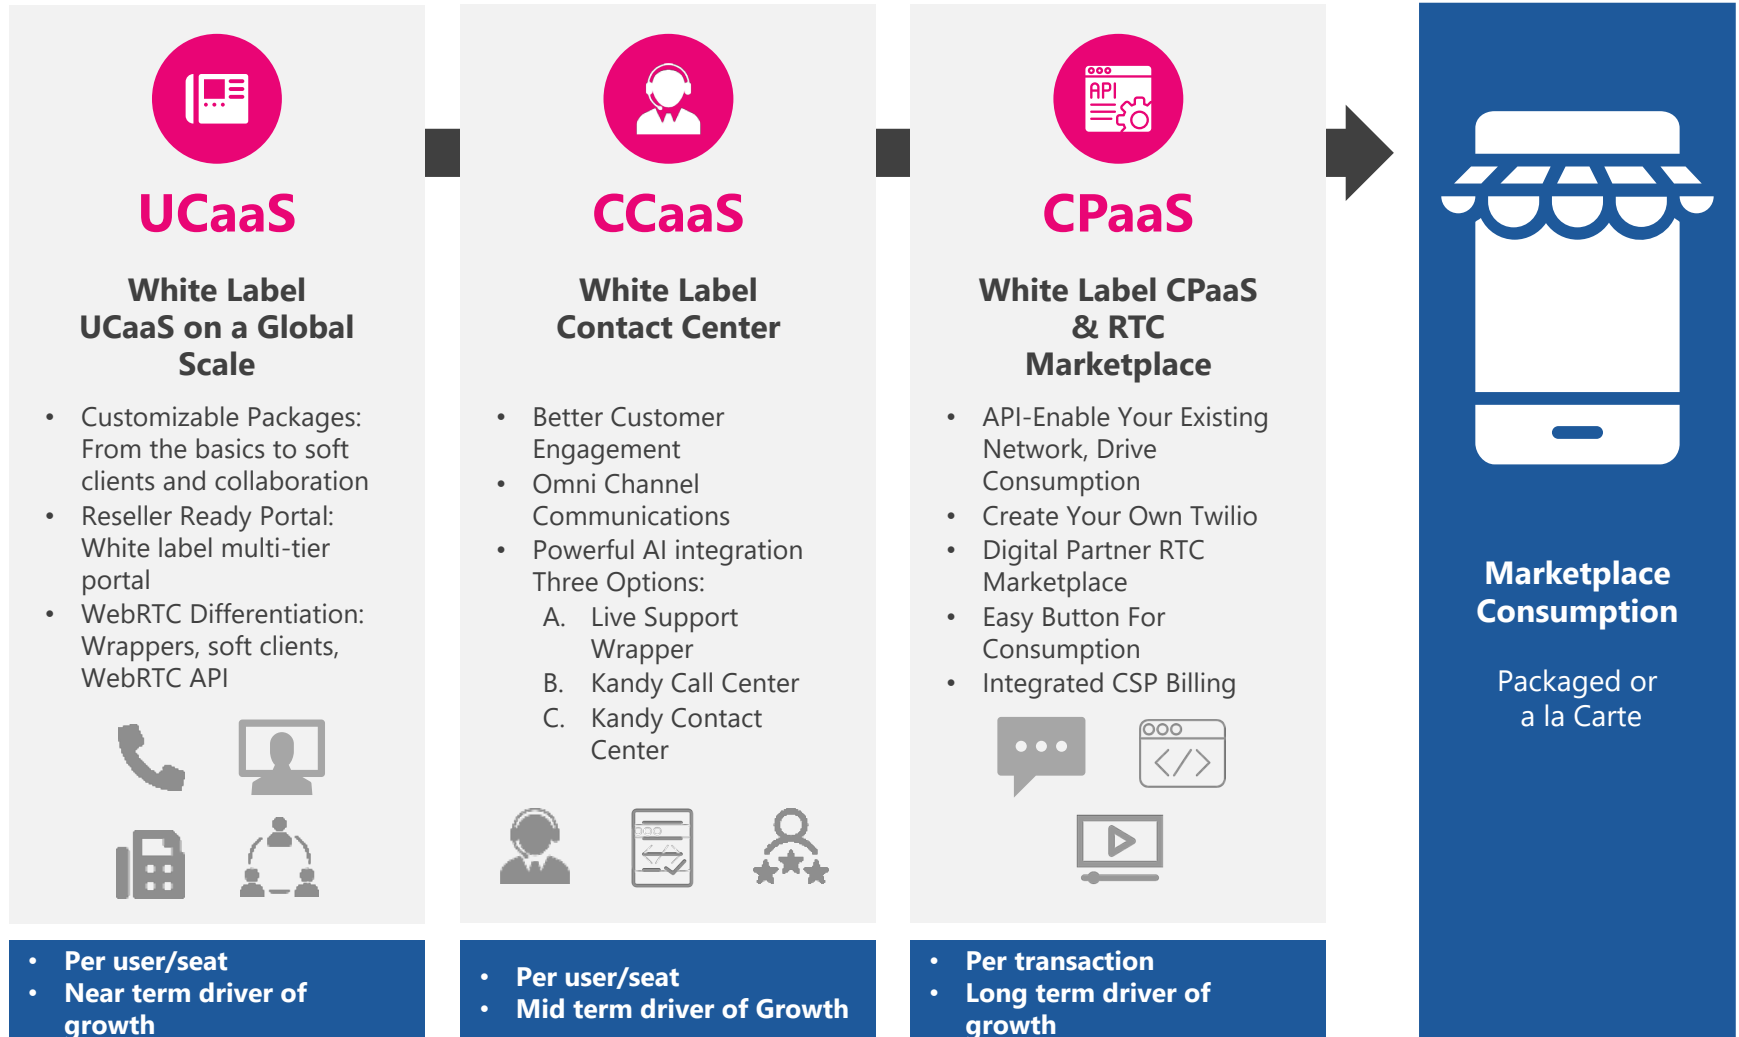 UCaaS
White Label
UCaaS on a Global
Scale
• Customizable Packages:
From the basics to soft
clients and collaboration
• Reseller Ready Portal:
White label multi-tier
portal
• WebRTC Differentiation:
Wrappers, soft clients,
WebRTC API
• Per user/seat
• Near term driver of
growth
CCaaS
White Label
Contact Center
• Better Customer
Engagement
• Omni Channel
Communications
• Powerful AI integration
Three Options:
A. Live Support
Wrapper
B. Kandy Call Center
C. Kandy Contact
Center
• Per user/seat
• Mid term driver of Growth
API
CPaaS
White Label CPaaS
& RTC
Marketplace
• API-Enable Your Existing
Network, Drive
Consumption
• Create Your Own Twilio
• Digital Partner RTC
Marketplace
• Easy Button For
Consumption
• Integrated CSP Billing
• Per transaction
• Long term driver of
growth
Marketplace
Consumption
Packaged or
a la Carte